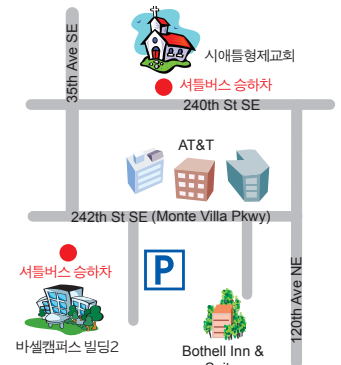 35th Ave SE
시애틀형제교회
셔틀버스 승하차
240th St SE
AT&T
242th St SE (Monte Villa Pkwy)
셔틀버스 승하차
P
바셀캠퍼스 빌딩2
Bothell Inn &
120th Ave NE